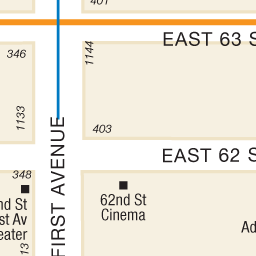 401
EAST 63 S
346
1144
1133
403
FIRST AVENUE
EAST 62 S
348
nd St
st Av
eater
13
62nd St
Cinema
Ad